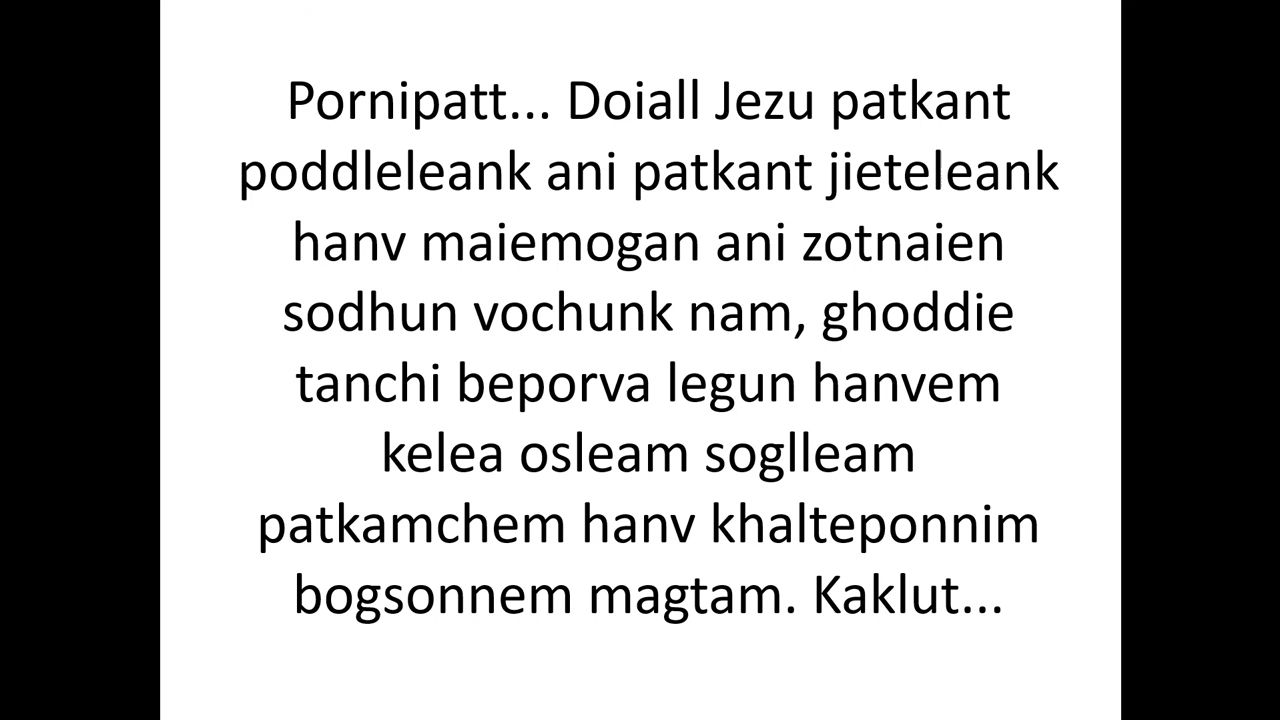 Pornipatt... Doiall Jezu patkant
poddleleank ani patkant jieteleank
hanv maiemogan ani zotnaien
sodhun vochunk nam, ghoddie
tanchi beporva legun hanvem
kelea osleam soglleam
patkamchem hanv khalteponnim
bogsonnem magtam. Kaklut...